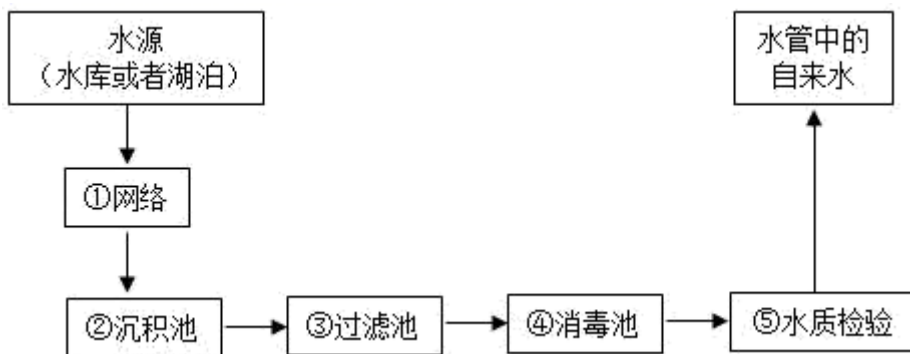 水源
（水库或者湖泊）
①网络
②沉积池
③过滤池
④消毒池
⑤水质检验
水管中的
自来水